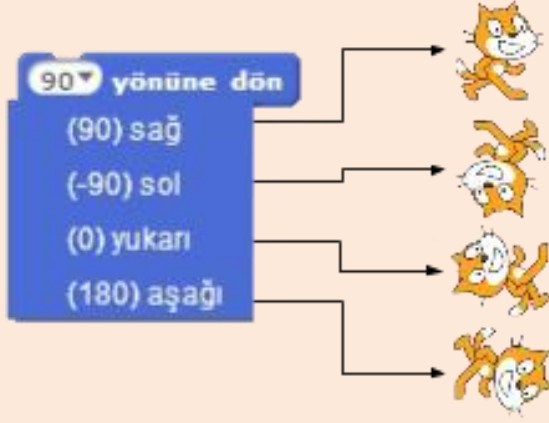 90 yönüne dön
(90) sağ
(-90) sol
(0) yukarı
(180) aşağı